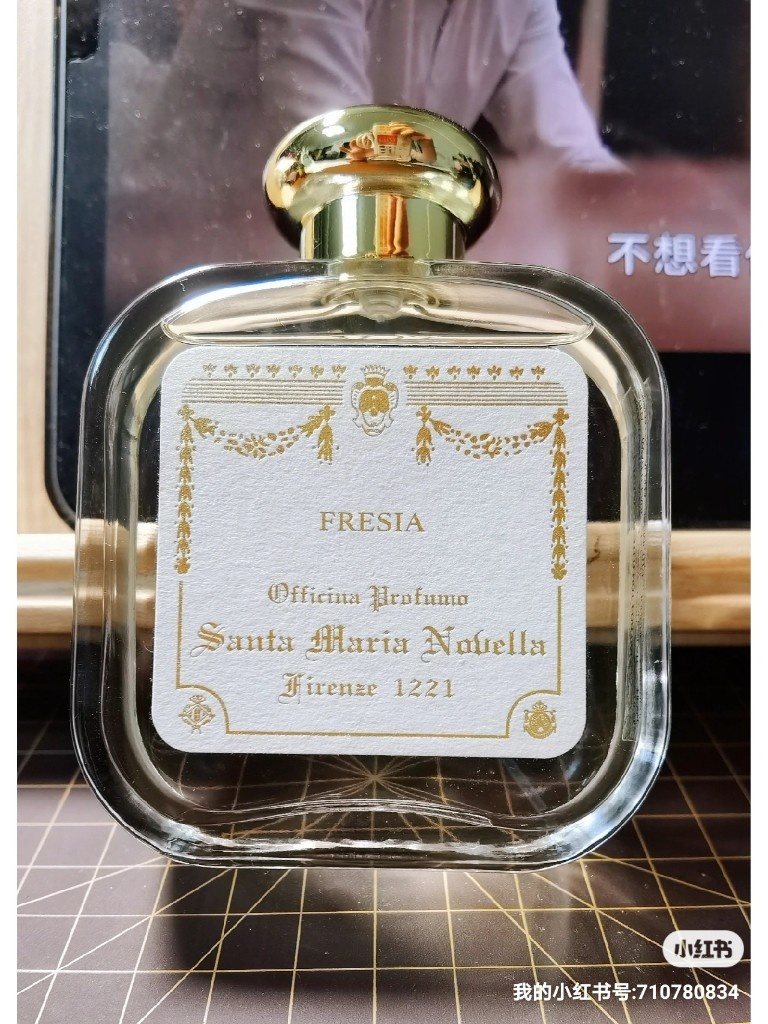 不想看
FRESIA
Officina Profumo
Santa Maria Novella
Firenze 1221
小红书
我的小红书号:710780834